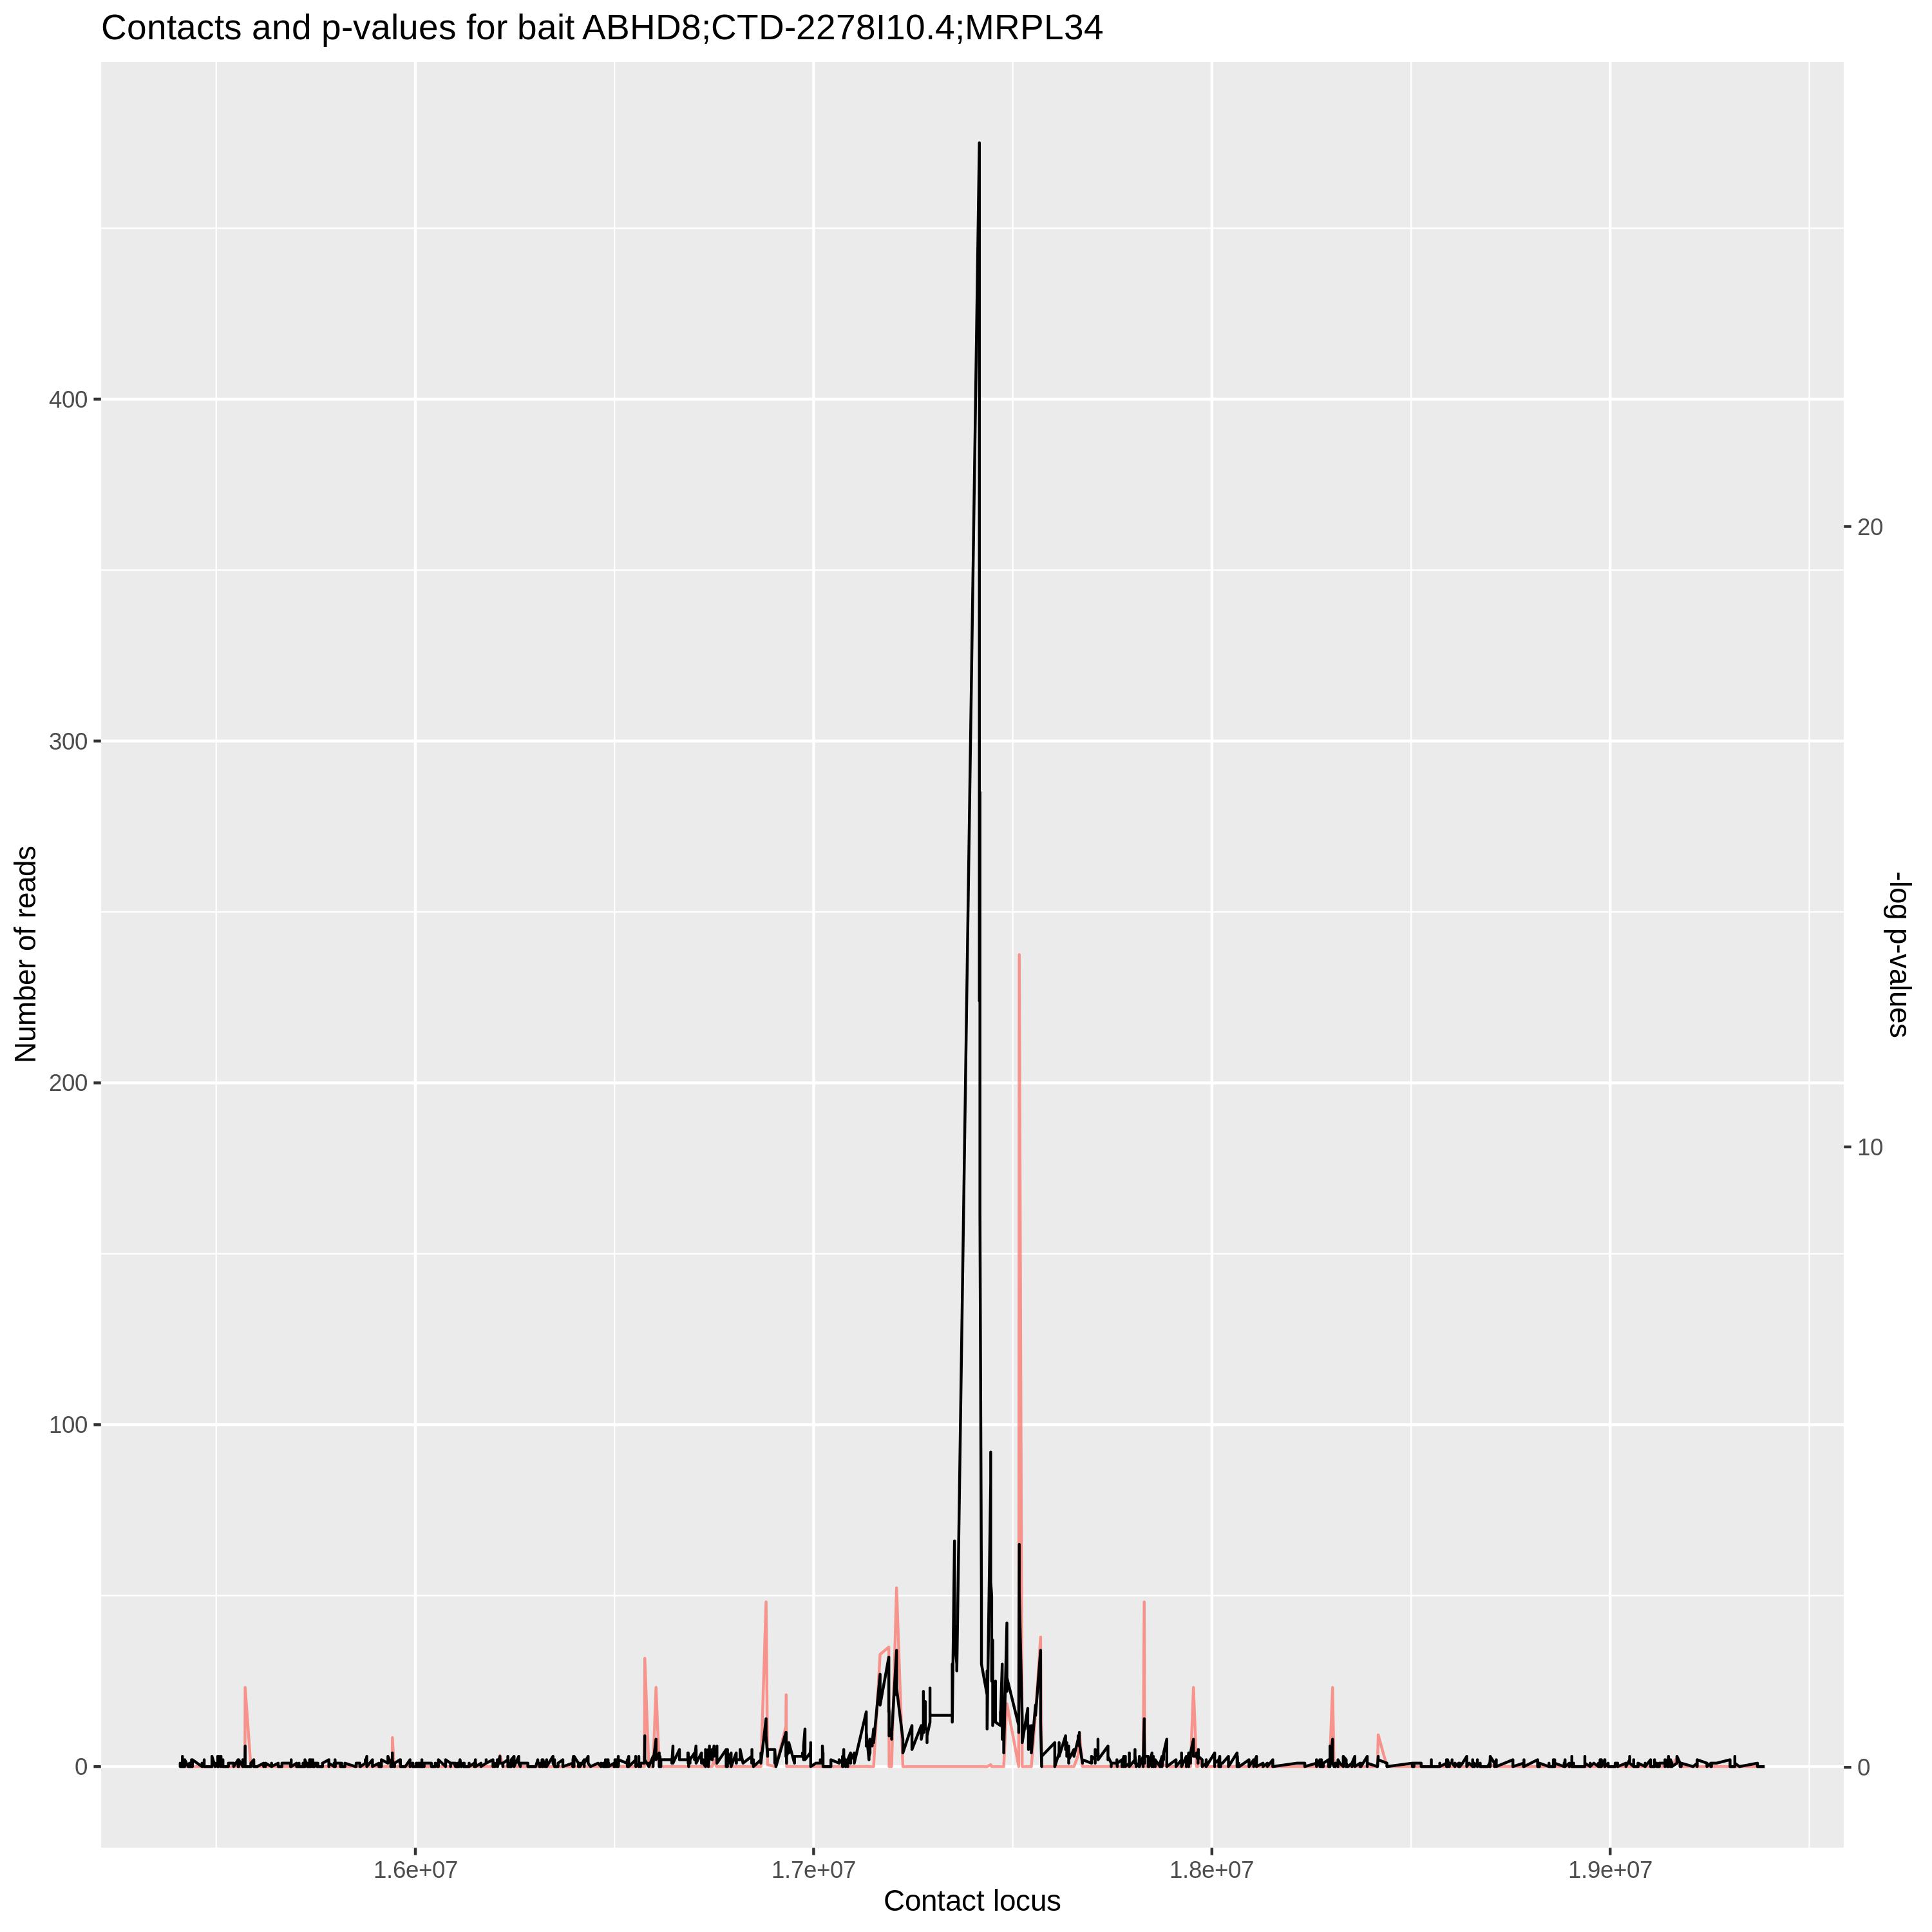 Contacts and p-values for bait ABHD8;CTD-2278I10.4;MRPL34
400
300
200
100
0
Number of reads
20
10
0
-log p-values
1.6e+07
1.7e+07
1.8e+07
1.9e+07
Contact locus